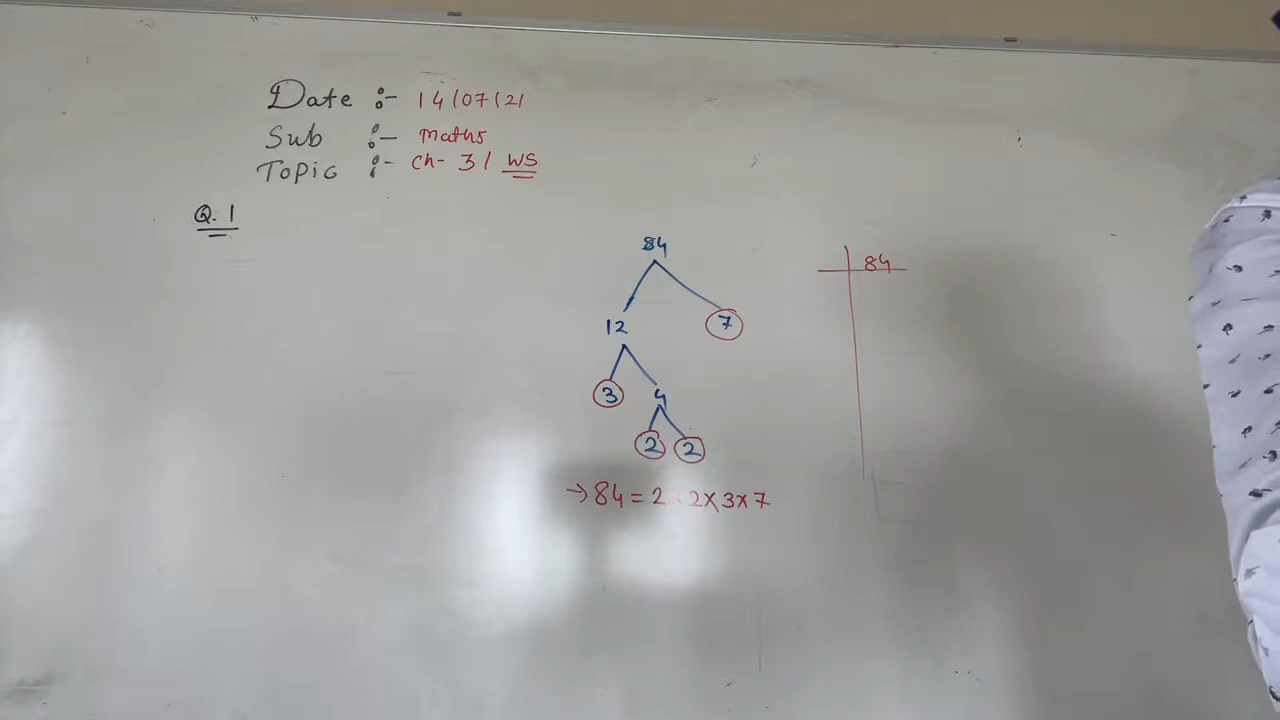 Date :- 14/07/21
Sub :- Maths
Topic :- Ch- 3/ WS
Q. 1
84
12 7
3 4
2 2
→ 84 = 2 × 2 × 3 × 7
84